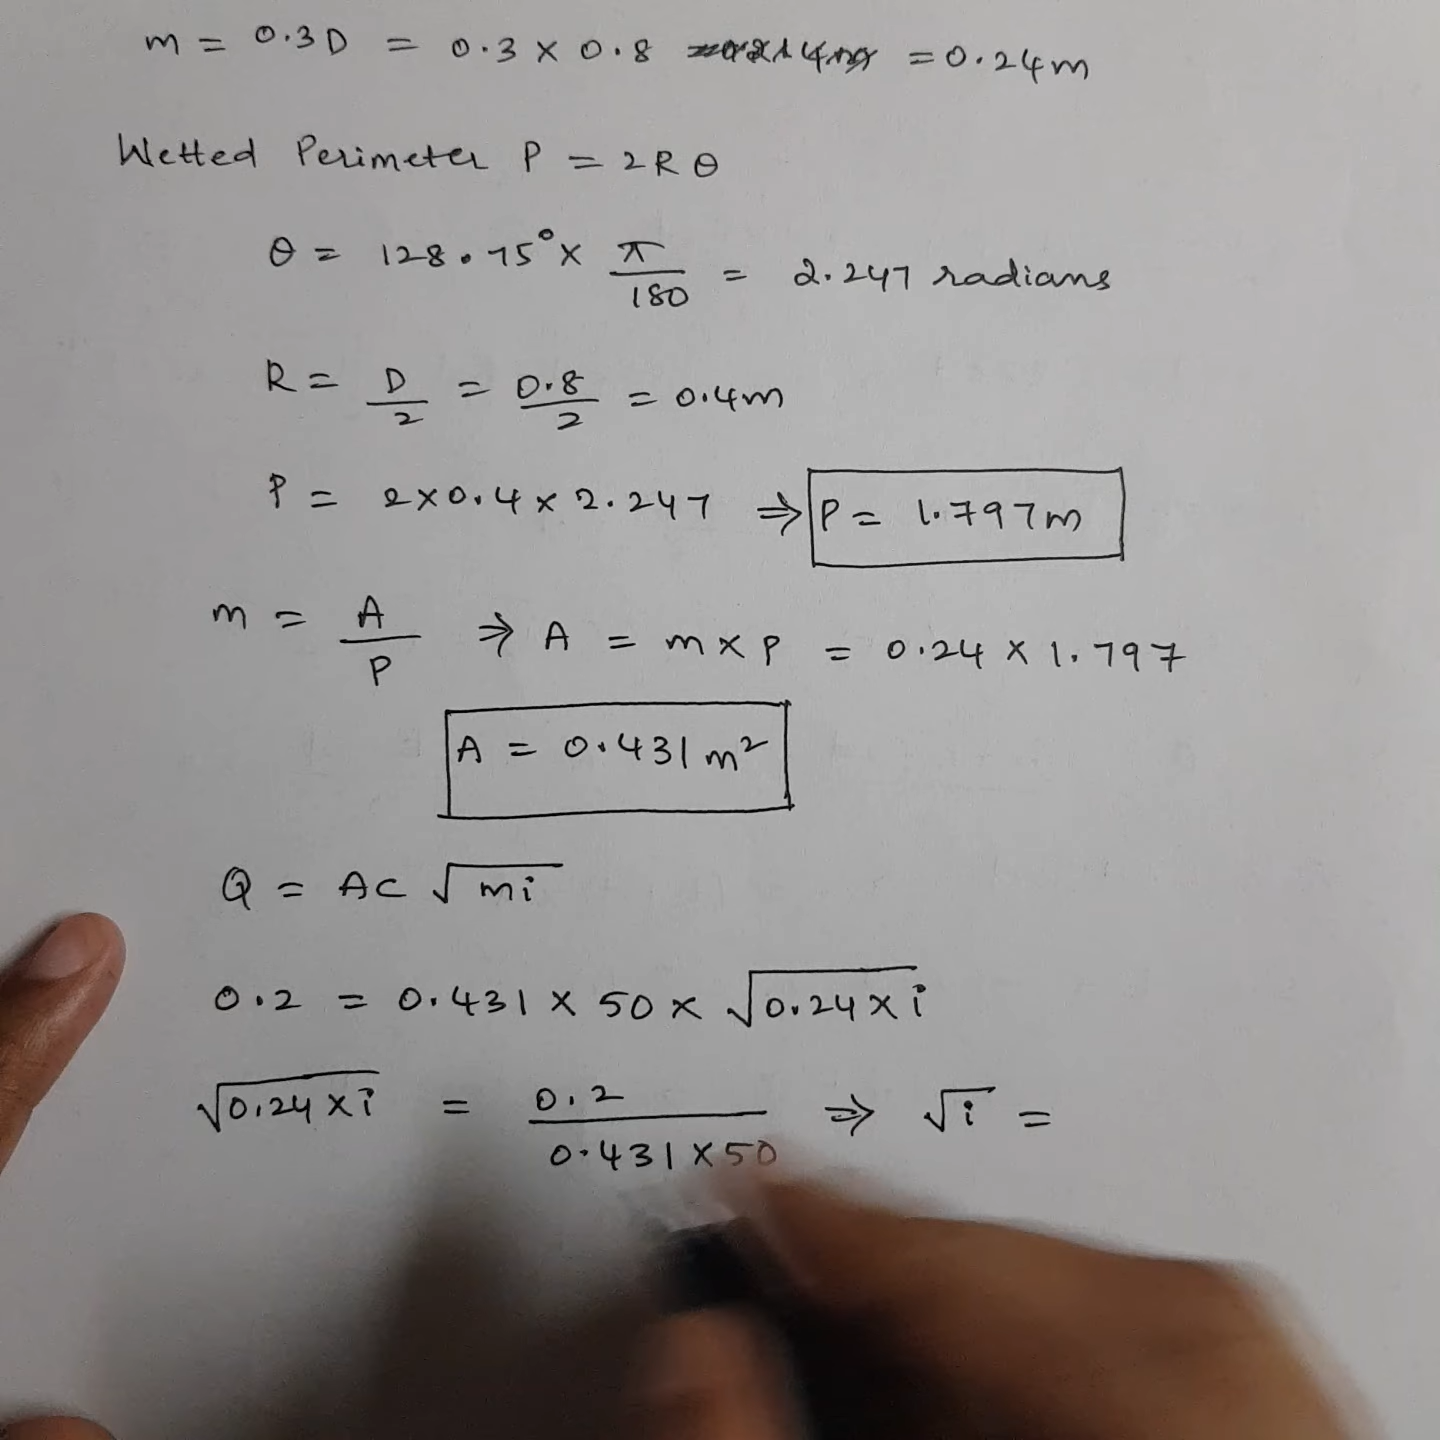 m = 0.3D = 0.3 × 0.8 = 0.24m
Wetted Perimeter P = 2Rθ
θ = 128.75° × π/180 = 2.247 radians
R = D/2 = 0.8/2 = 0.4m
P = 2×0.4×2.247 ⇒ P = 1.797m
m = A/P ⇒ A = m×P = 0.24 × 1.797
A = 0.431 m²
Q = AC √mi
0.2 = 0.431 × 50 × √0.24×i
√0.24×i = 0.2/0.431×50 ⇒ √i =